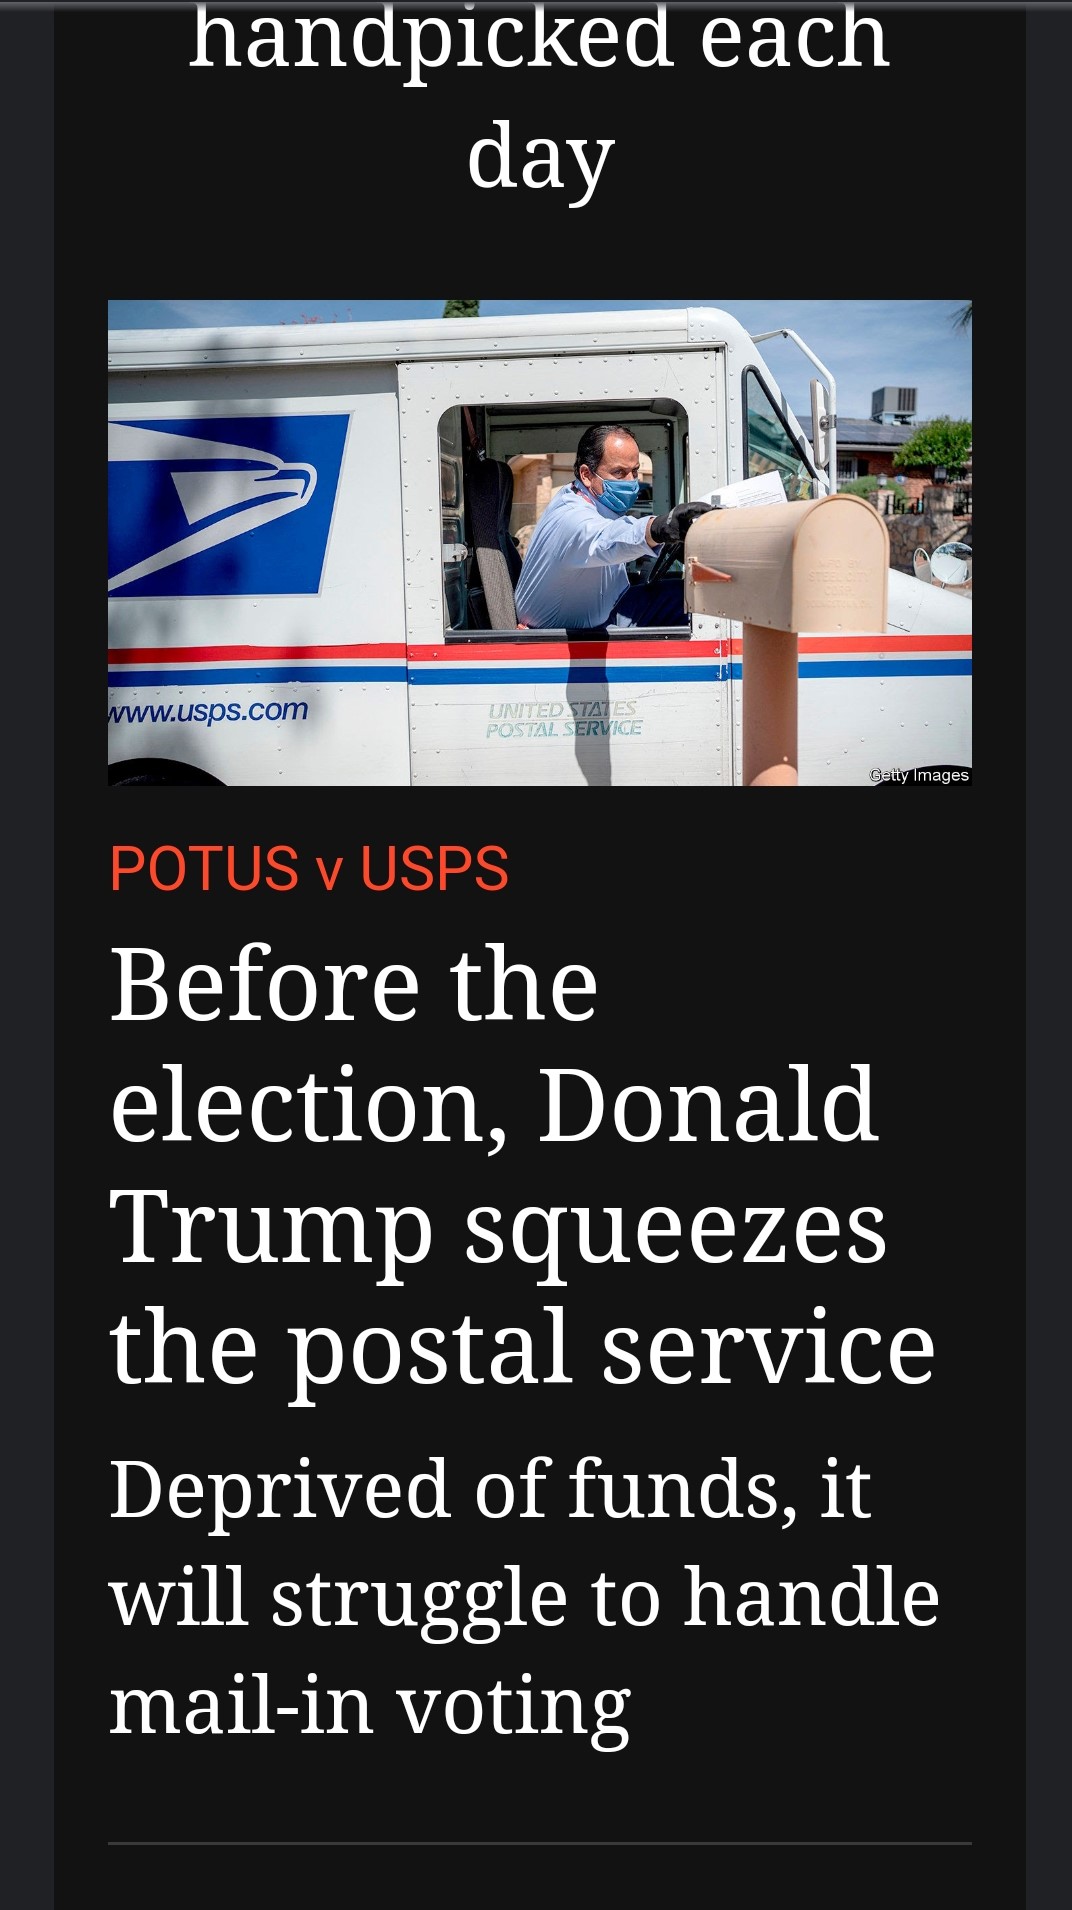 handpicked each
day
www.usps.com
UNITED STATES
POSTAL SERVICE
Getty Images
POTUS v USPS
Before the
election, Donald
Trump squeezes
the postal service
Deprived of funds, it
will struggle to handle
mail-in voting